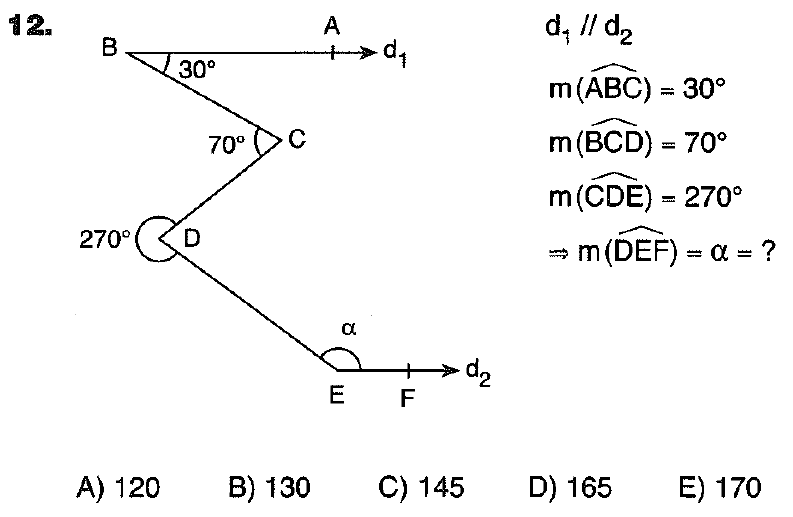 12.
B
A
d₁
30°
70°
C
270°
D
α
E
F
d₂
d₁ // d₂
m(ABC) = 30°
m(BCD) = 70°
m(CDE) = 270°
⇒ m(DEF) = α = ?
A) 120 B) 130 C) 145 D) 165 E) 170